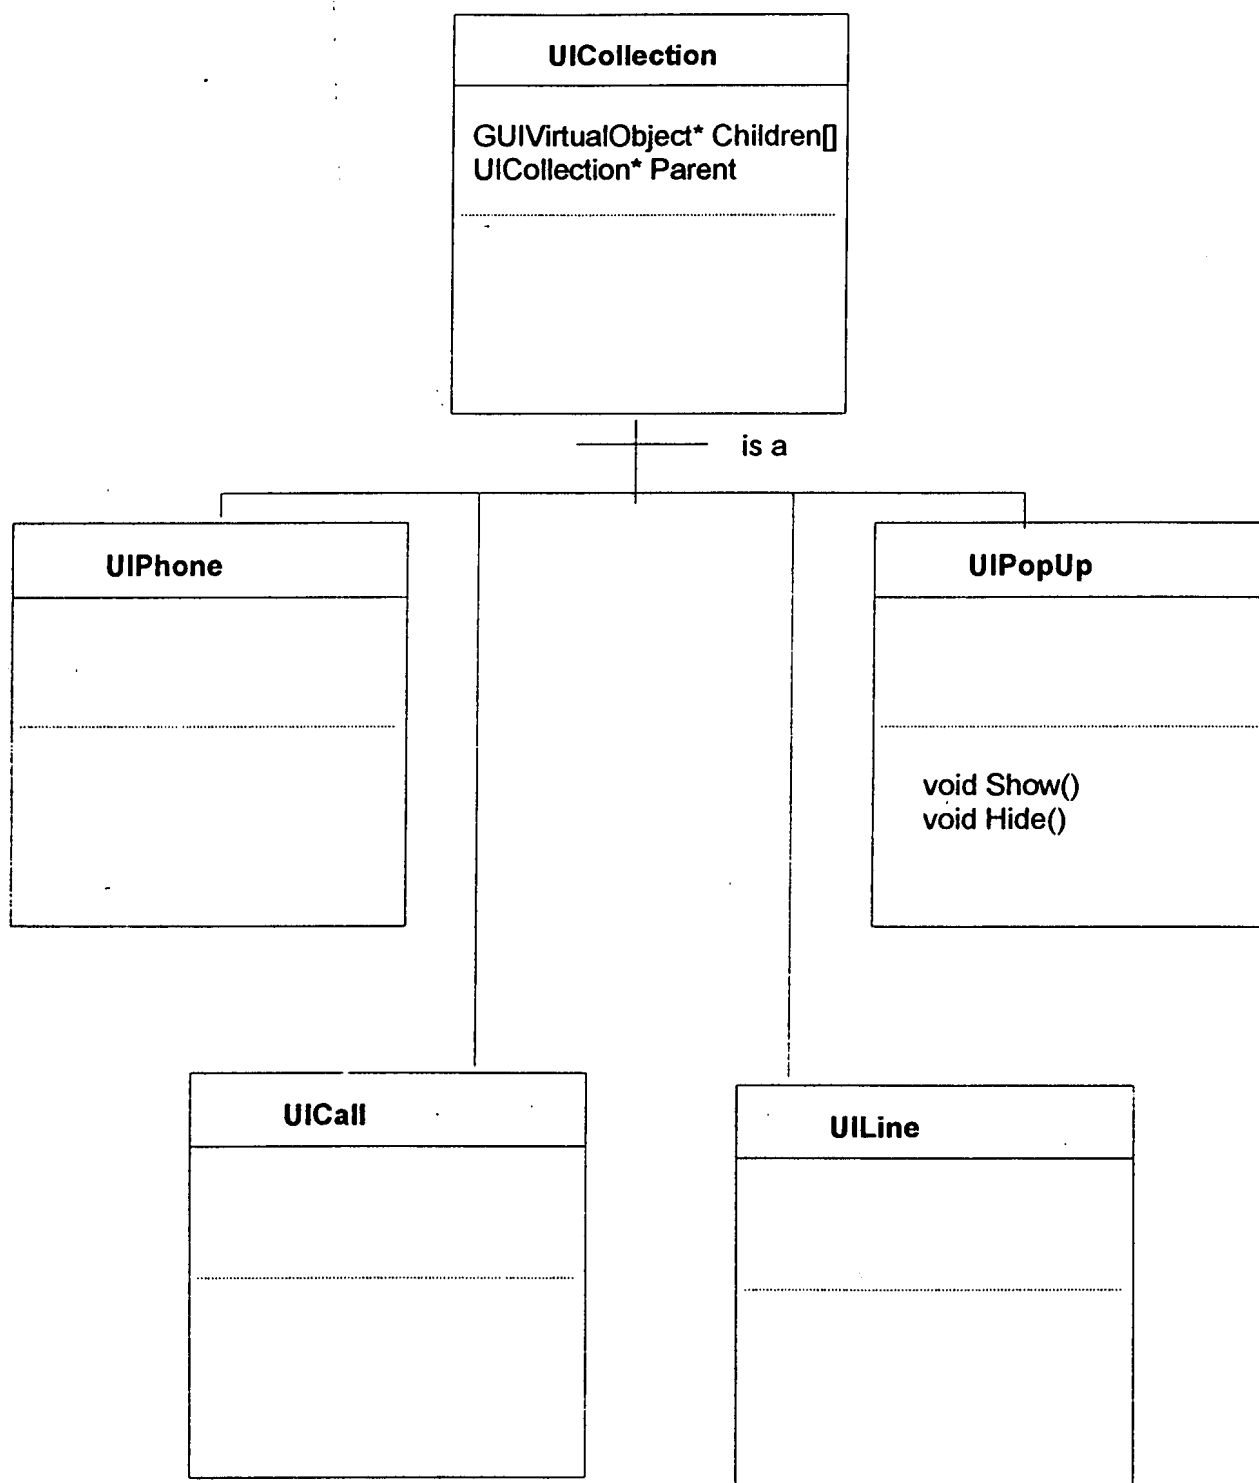 UICollection
GUIVirtualObject* Children[]
UICollection* Parent
is a
UIPhone
UIPopUp
void Show()
void Hide()
UICall
UILine